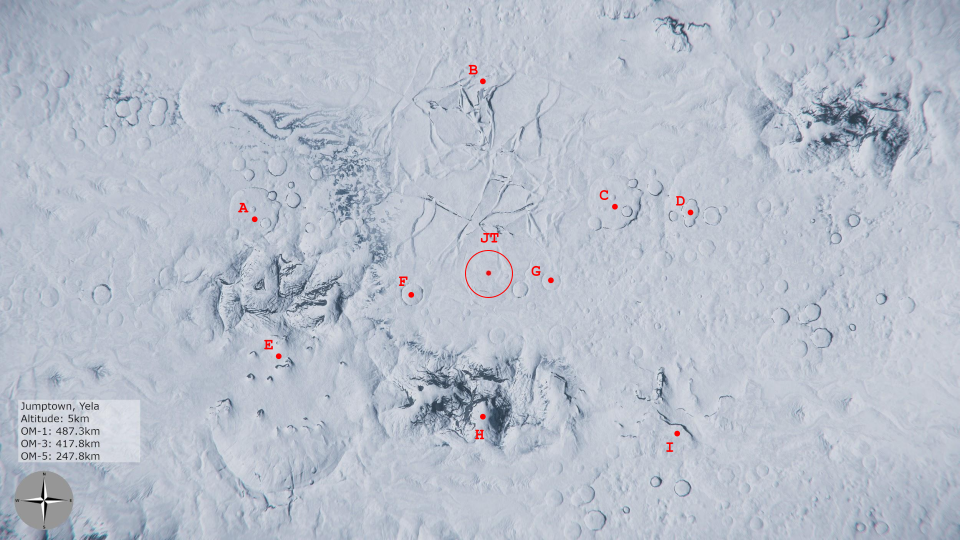 B
C
D
A
JT
G
F
E
Jumptown, Yela
Altitude: 5km
OM-1: 487.3km
OM-3: 417.8km
OM-5: 247.8km
H
I